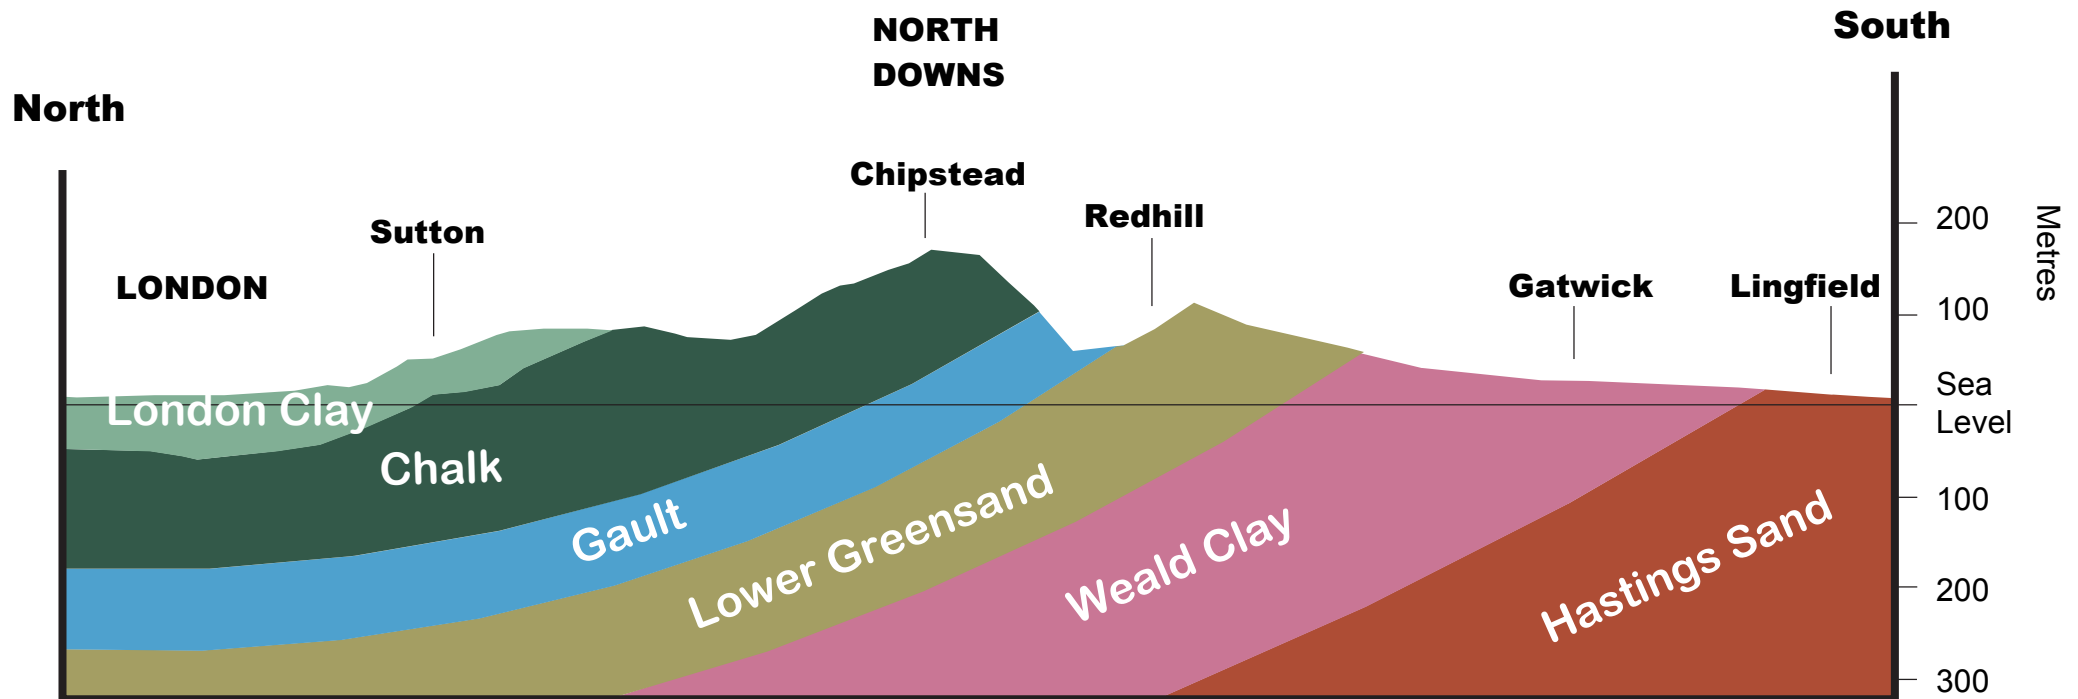 NORTH
DOWNS
South
North
Chipstead
Redhill
Sutton
LONDON
Gatwick
Lingfield
200
100
Sea
Level
100
200
300
Metres
London Clay
Chalk
Gault
Lower Greensand
Weald Clay
Hastings Sand